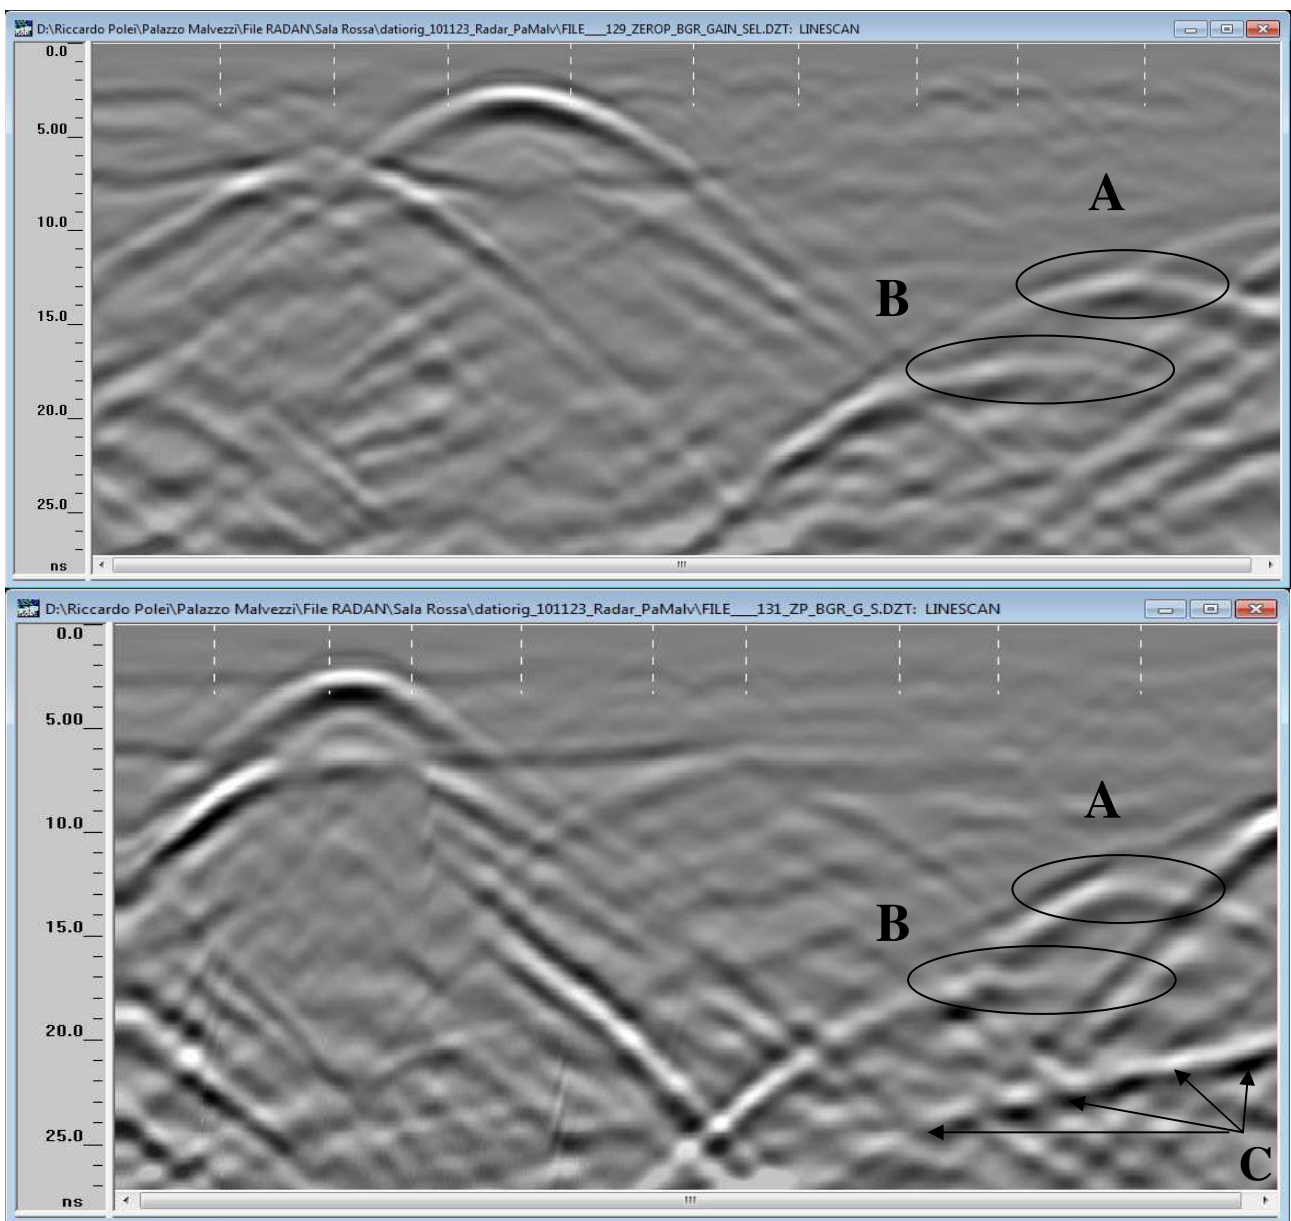 D:\Riccardo Polei\Palazzo Malvezzi\File RADAN\Sala Rossa\datiorig_101123_Radar_PaMalv\FILE___129_ZEROP_BGR_GAIN_SEL.DZT: LINESCAN
0.0
5.00
A
10.0
B
15.0
20.0
25.0
ns
D:\Riccardo Polei\Palazzo Malvezzi\File RADAN\Sala Rossa\datiorig_101123_Radar_PaMalv\FILE___131_ZP_BGR_G_S.DZT: LINESCAN
0.0
5.00
A
10.0
B
15.0
20.0
25.0
C
ns